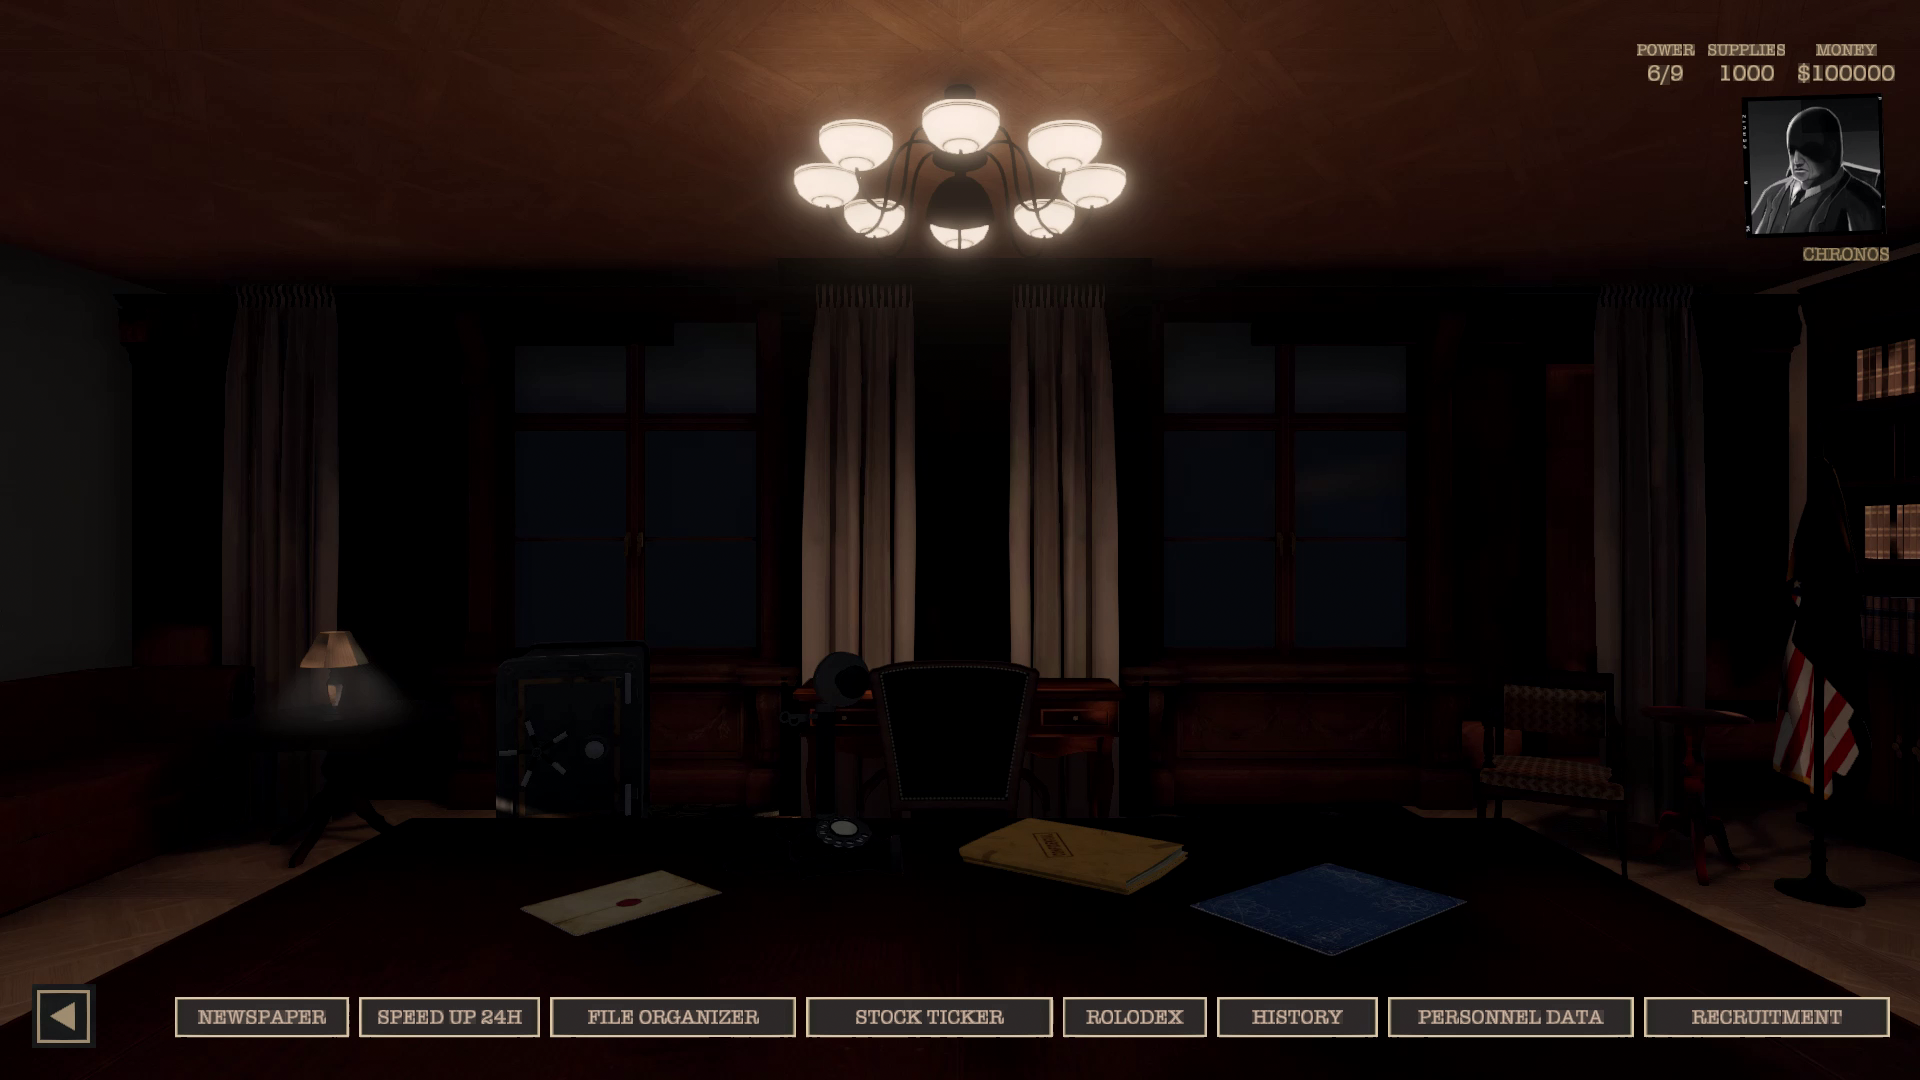 POWER SUPPLIES MONEY
6/9 1000 $100000
CHRONOS
NEWSPAPER SPEED UP 24H FILE ORGANIZER STOCK TICKER ROLODEX HISTORY PERSONNEL DATA RECRUITMENT